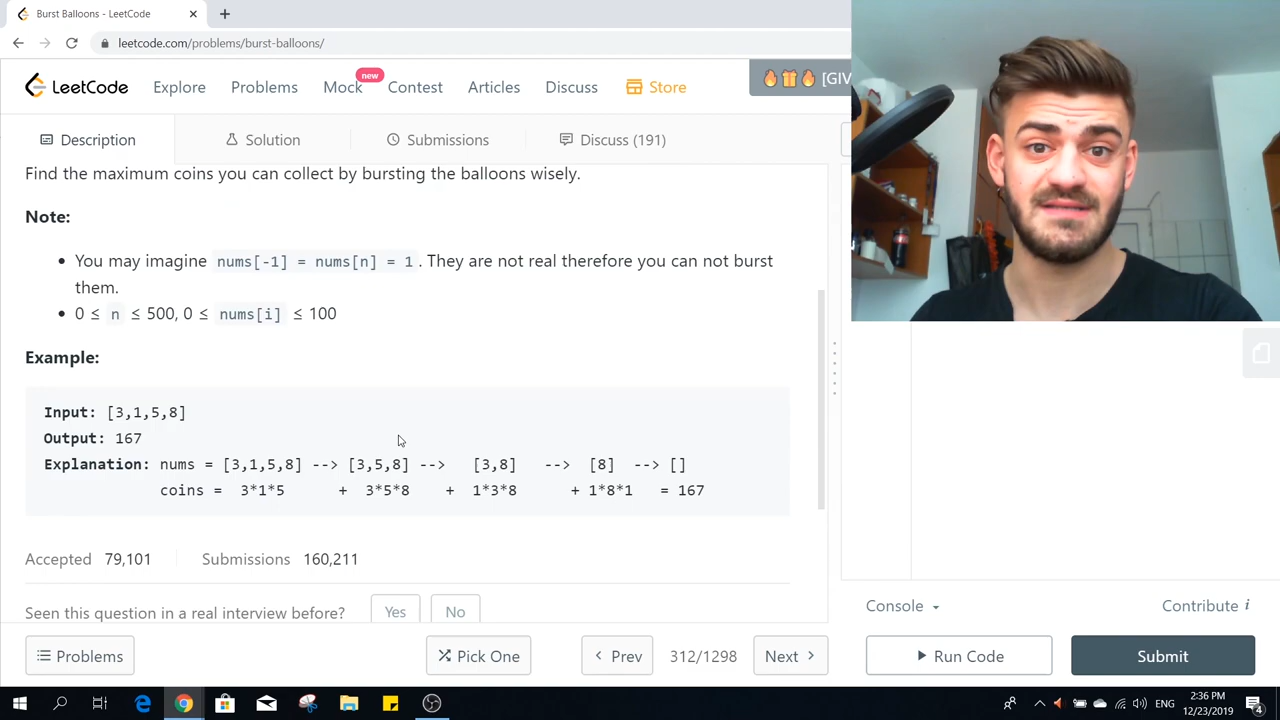 Burst Balloons - LeetCode
leetcode.com/problems/burst-balloons/
LeetCode Explore Problems Mock new Contest Articles Discuss Store [GIV
Description Solution Submissions Discuss (191)
Find the maximum coins you can collect by bursting the balloons wisely.
Note:
You may imagine nums[-1] = nums[n] = 1. They are not real therefore you can not burst
them.
0 ≤ n ≤ 500, 0 ≤ nums[i] ≤ 100
Example:
Input: [3,1,5,8]
Output: 167
Explanation: nums = [3,1,5,8] --> [3,5,8] --> [3,8] --> [8] --> []
coins = 3*1*5 + 3*5*8 + 1*3*8 + 1*8*1 = 167
Accepted 79,101 Submissions 160,211
Seen this question in a real interview before? Yes No
Console Contribute i
Problems Pick One Prev 312/1298 Next Run Code Submit
ENG
2:36 PM
12/23/2019
4